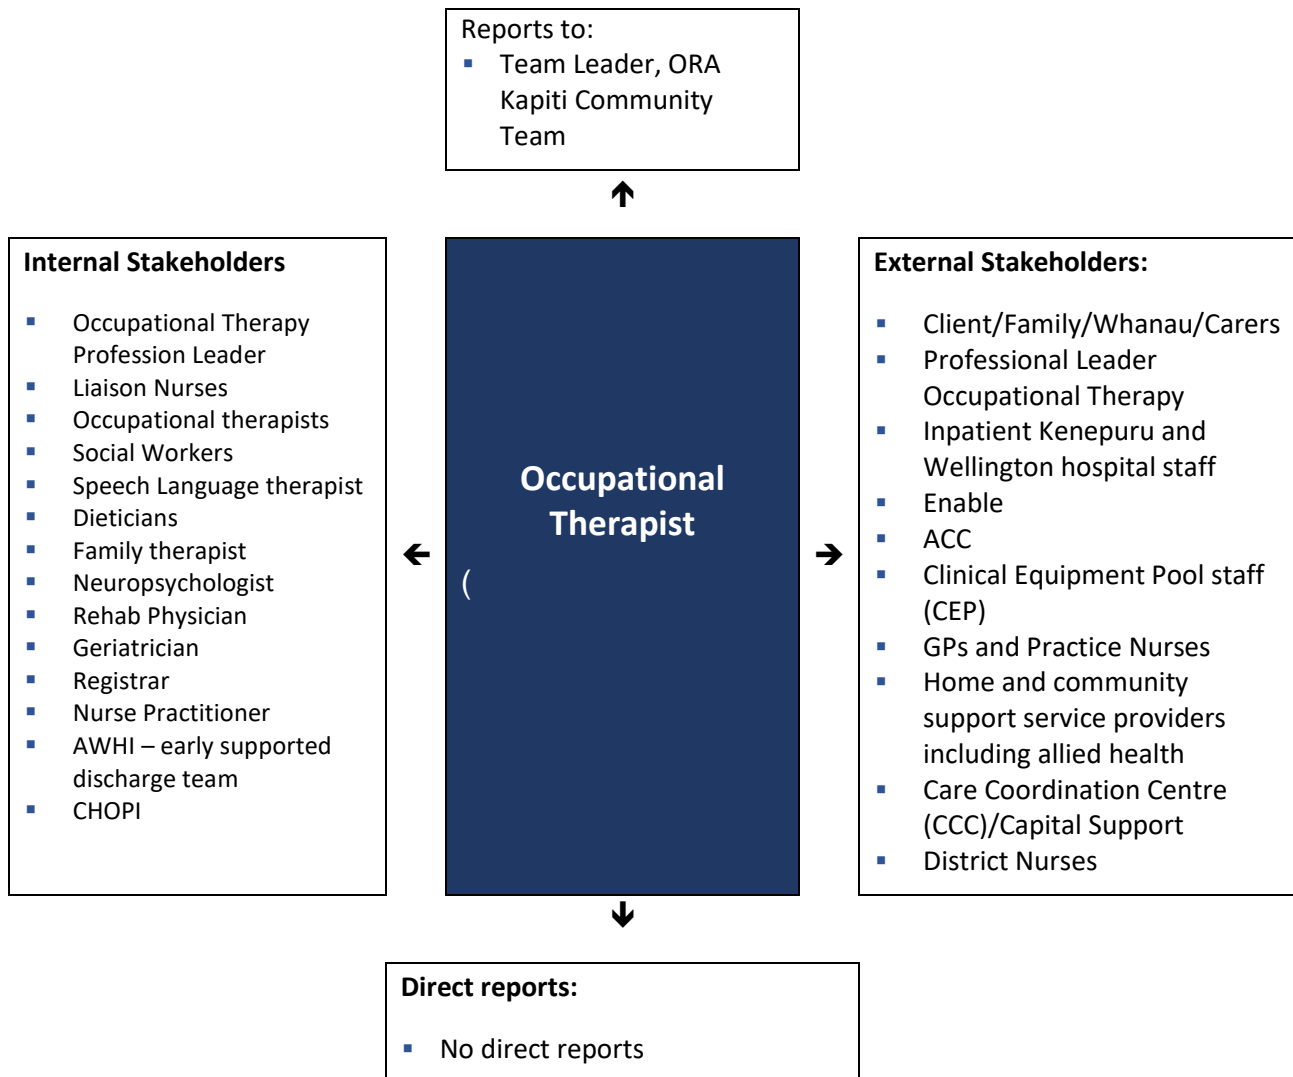 Reports to:
▪ Team Leader, ORA
Kapiti Community
Team
↑
Internal Stakeholders
▪ Occupational Therapy
Profession Leader
▪ Liaison Nurses
▪ Occupational therapists
▪ Social Workers
▪ Speech Language therapist
▪ Dieticians
▪ Family therapist
▪ Neuropsychologist
▪ Rehab Physician
▪ Geriatrician
▪ Registrar
▪ Nurse Practitioner
▪ AWHI – early supported
discharge team
▪ CHOPI
←
Occupational
Therapist
(
→
External Stakeholders:
▪ Client/Family/Whanau/Carers
▪ Professional Leader
Occupational Therapy
▪ Inpatient Kenepuru and
Wellington hospital staff
▪ Enable
▪ ACC
▪ Clinical Equipment Pool staff
(CEP)
▪ GPs and Practice Nurses
▪ Home and community
support service providers
including allied health
▪ Care Coordination Centre
(CCC)/Capital Support
▪ District Nurses
↓
Direct reports:
▪ No direct reports